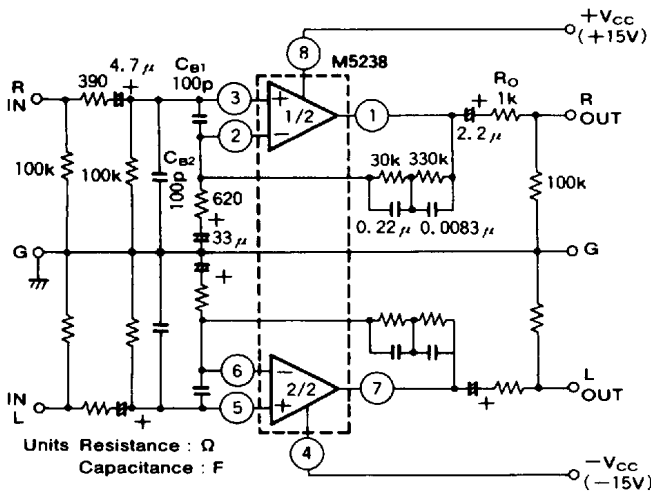 +VCC
(+15V)
8
M5238
R
IN
390
4.7μ
+
CB1
100p
3
+
1/2
1
2
−
+
2.2μ
RO
1k
R
OUT
100k
100k
CB2
100p
620
+
33μ
30k
330k
0.22μ
0.0083μ
100k
G
G
+
6
−
2/2
7
5
+
IN
L
+
+
L
OUT
4
Units Resistance : Ω
Capacitance : F
−VCC
(−15V)